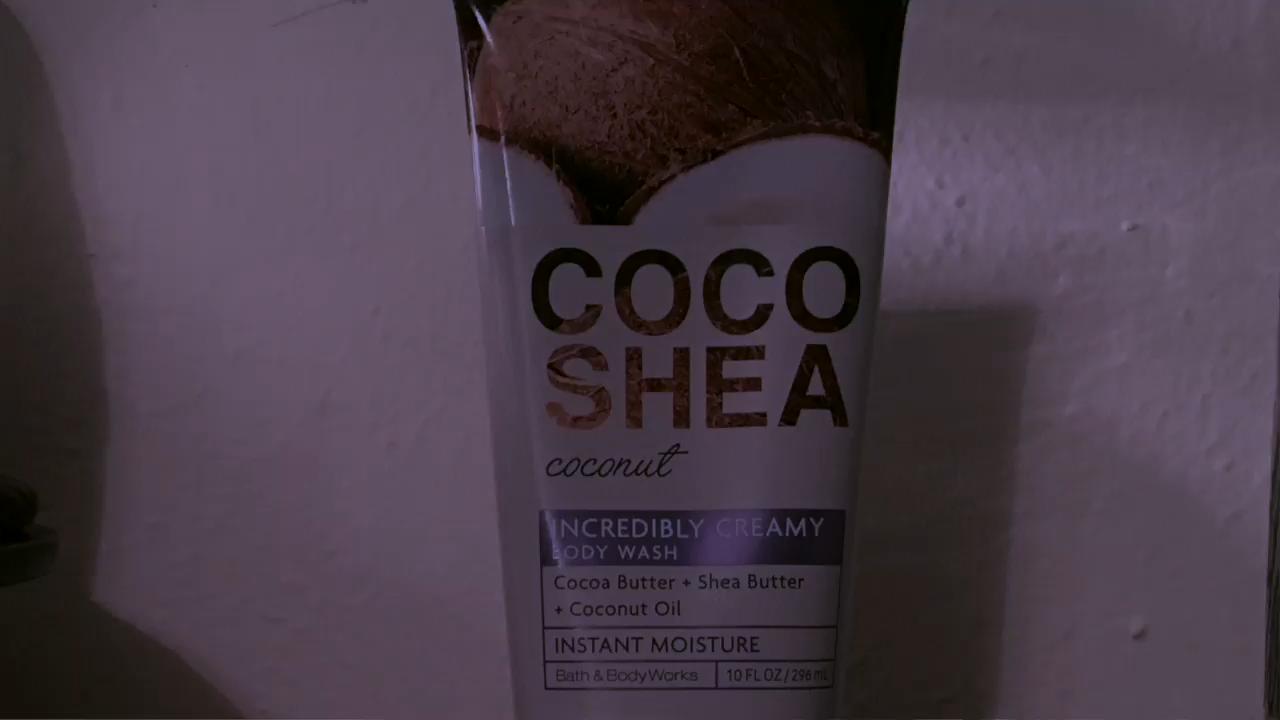 COCO
SHEA
coconut
INCREDIBLY CREAMY
BODY WASH
Cocoa Butter + Shea Butter
+ Coconut Oil
INSTANT MOISTURE
Bath & Body Works 10 FL OZ / 296 mL